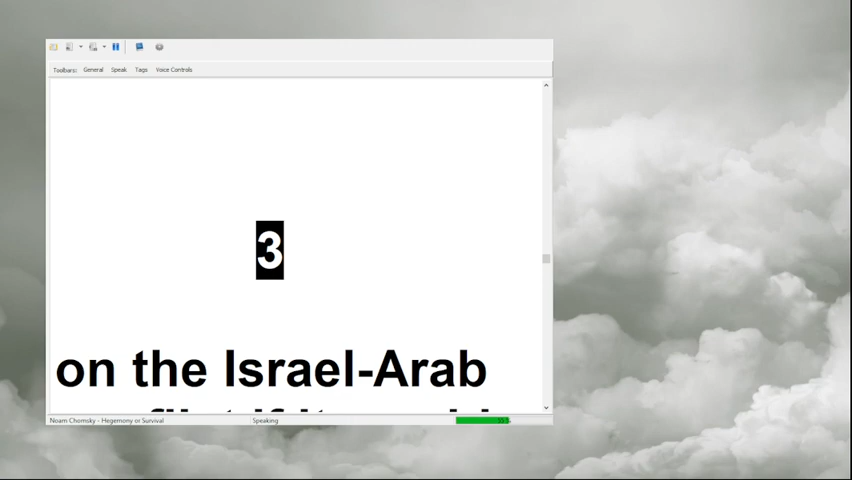 Toolbars: General Speak Tags Voice Controls
3
on the Israel-Arab
Noam Chomsky - Hegemony or Survival Speaking